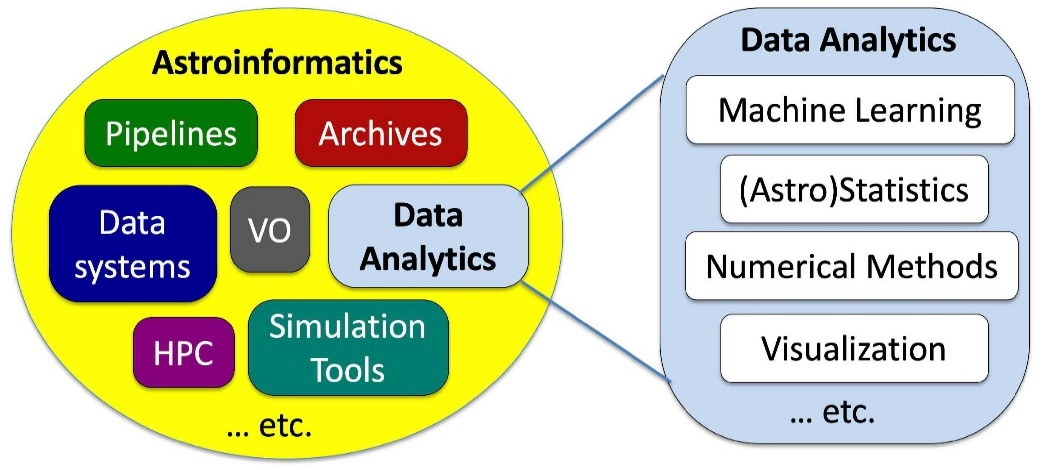 Astroinformatics
Pipelines
Archives
Data
systems
VO
Data
Analytics
HPC
Simulation
Tools
... etc.
Data Analytics
Machine Learning
(Astro)Statistics
Numerical Methods
Visualization
... etc.